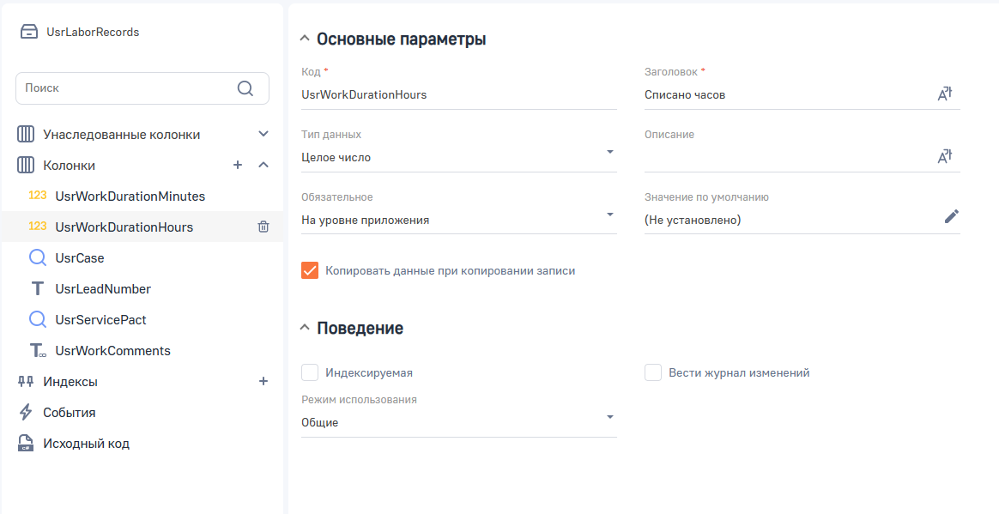 UsrLaborRecords
Поиск
Унаследованные колонки
Колонки
123 UsrWorkDurationMinutes
123 UsrWorkDurationHours
UsrCase
UsrLeadNumber
UsrServicePact
UsrWorkComments
Индексы
События
Исходный код
Основные параметры
Код * Заголовок *
UsrWorkDurationHours Списано часов
Тип данных Описание
Целое число
Обязательное Значение по умолчанию
На уровне приложения (Не установлено)
Копировать данные при копировании записи
Поведение
Индексируемая Вести журнал изменений
Режим использования
Общие